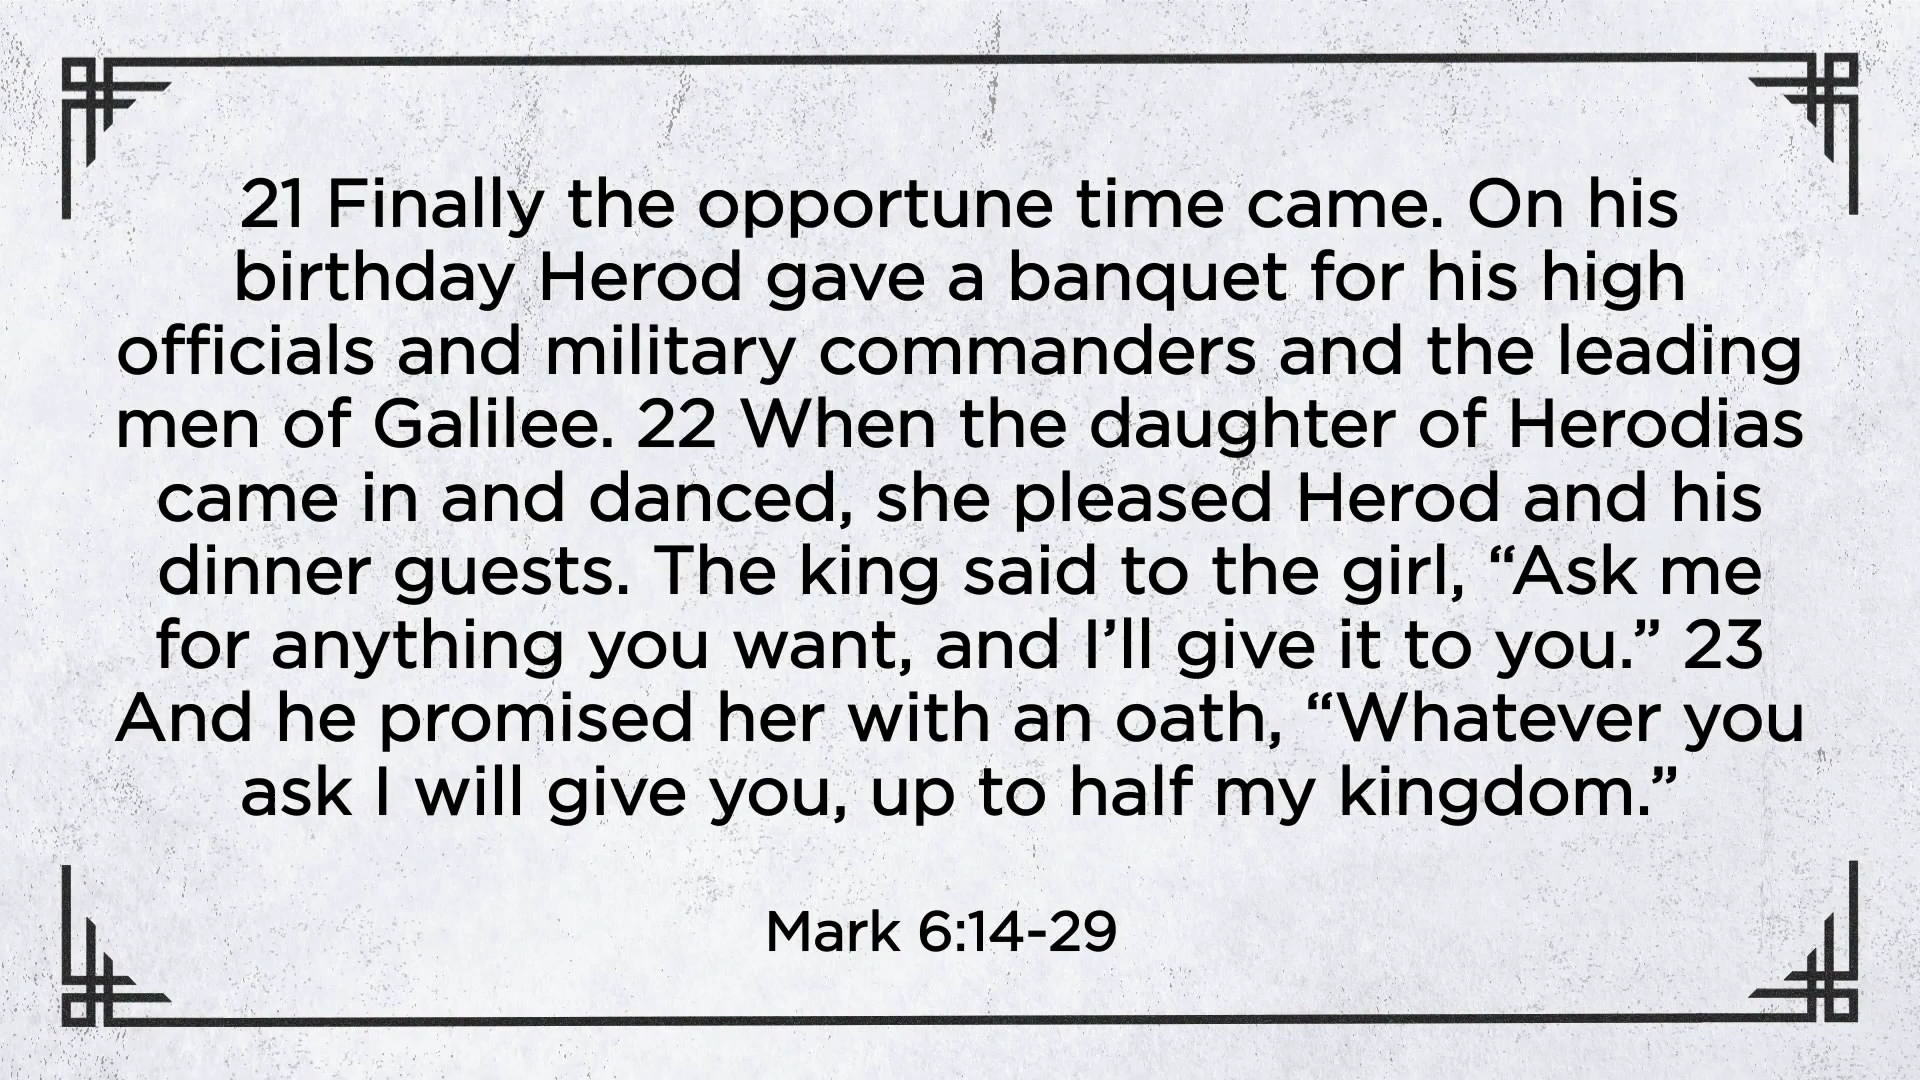 21 Finally the opportune time came. On his
birthday Herod gave a banquet for his high
officials and military commanders and the leading
men of Galilee. 22 When the daughter of Herodias
came in and danced, she pleased Herod and his
dinner guests. The king said to the girl, “Ask me
for anything you want, and I’ll give it to you.” 23
And he promised her with an oath, “Whatever you
ask I will give you, up to half my kingdom.”
Mark 6:14-29